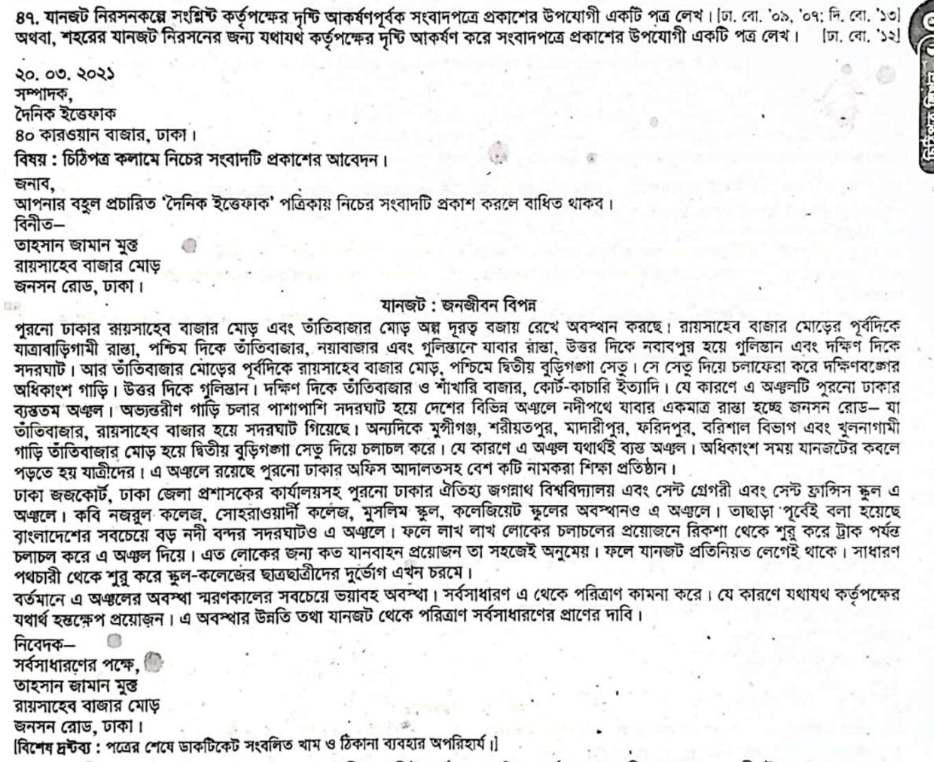 ৪৭. যানজট নিরসনকল্পে সংশ্লিষ্ট কর্তৃপক্ষের দৃষ্টি আকর্ষণপূর্বক সংবাদপত্রে প্রকাশের উপযোগী একটি পত্র লেখ। [ঢা. বো. '০৯, '০৭; দি. বো. '১৩]
অথবা, শহরের যানজট নিরসনের জন্য যথাযথ কর্তৃপক্ষের দৃষ্টি আকর্ষণ করে সংবাদপত্রে প্রকাশের উপযোগী একটি পত্র লেখ। [ঢা. বো. '১২]
২০. ০৩. ২০২১
সম্পাদক,
দৈনিক ইত্তেফাক
৪০ কারওয়ান বাজার, ঢাকা।
বিষয় : চিঠিপত্র কলামে নিচের সংবাদটি প্রকাশের আবেদন।
জনাব,
আপনার বহুল প্রচারিত 'দৈনিক ইত্তেফাক' পত্রিকায় নিচের সংবাদটি প্রকাশ করলে বাধিত থাকব।
বিনীত—
তাহসান জামান মুক্ত
রায়সাহেব বাজার মোড়
জনসন রোড, ঢাকা।
যানজট : জনজীবন বিপন্ন
পুরনো ঢাকার রায়সাহেব বাজার মোড় এবং তাঁতিবাজার মোড় অল্প দূরত্ব বজায় রেখে অবস্থান করছে। রায়সাহেব বাজার মোড়ের পূর্বদিকে
যাত্রাবাড়িগামী রাস্তা, পশ্চিম দিকে তাঁতিবাজার, নয়াবাজার এবং গুলিস্তানে যাবার রাস্তা, উত্তর দিকে নবাবপুর হয়ে গুলিস্তান এবং দক্ষিণ দিকে
সদরঘাট। আর তাঁতিবাজার মোড়ের পূর্বদিকে রায়সাহেব বাজার মোড়, পশ্চিমে দ্বিতীয় বুড়িগঙ্গা সেতু। সে সেতু দিয়ে চলাফেরা করে দক্ষিণবঙ্গের
অধিকাংশ গাড়ি। উত্তর দিকে গুলিস্তান। দক্ষিণ দিকে তাঁতিবাজার ও শাঁখারি বাজার, কোর্ট-কাচারি ইত্যাদি। যে কারণে এ অঞ্চলটি পুরনো ঢাকার
ব্যস্ততম অঞ্চল। অভ্যন্তরীণ গাড়ি চলার পাশাপাশি সদরঘাট হয়ে দেশের বিভিন্ন অঞ্চলে নদীপথে যাবার একমাত্র রাস্তা হচ্ছে জনসন রোড— যা
তাঁতিবাজার, রায়সাহেব বাজার হয়ে সদরঘাট গিয়েছে। অন্যদিকে মুন্সীগঞ্জ, শরীয়তপুর, মাদারীপুর, ফরিদপুর, বরিশাল বিভাগ এবং খুলনাগামী
গাড়ি তাঁতিবাজার মোড় হয়ে দ্বিতীয় বুড়িগঙ্গা সেতু দিয়ে চলাচল করে। যে কারণে এ অঞ্চল যথার্থই ব্যস্ত অঞ্চল। অধিকাংশ সময় যানজটের কবলে
পড়তে হয় যাত্রীদের। এ অঞ্চলে রয়েছে পুরনো ঢাকার অফিস আদালতসহ বেশ কটি নামকরা শিক্ষা প্রতিষ্ঠান।
ঢাকা জজকোর্ট, ঢাকা জেলা প্রশাসকের কার্যালয়সহ পুরনো ঢাকার ঐতিহ্য জগন্নাথ বিশ্ববিদ্যালয় এবং সেন্ট গ্রেগরী এবং সেন্ট ফ্রান্সিস স্কুল এ
অঞ্চলে। কবি নজরুল কলেজ, সোহরাওয়ার্দী কলেজ, মুসলিম স্কুল, কলেজিয়েট স্কুলের অবস্থানও এ অঞ্চলে। তাছাড়া পূর্বেই বলা হয়েছে
বাংলাদেশের সবচেয়ে বড় নদী বন্দর সদরঘাটও এ অঞ্চলে। ফলে লাখ লাখ লোকের চলাচলের প্রয়োজনে রিকশা থেকে শুরু করে ট্রাক পর্যন্ত
চলাচল করে এ অঞ্চল দিয়ে। এত লোকের জন্য কত যানবাহন প্রয়োজন তা সহজেই অনুমেয়। ফলে যানজট প্রতিনিয়ত লেগেই থাকে। সাধারণ
পথচারী থেকে শুরু করে স্কুল-কলেজের ছাত্রছাত্রীদের দুর্ভোগ এখন চরমে।
বর্তমানে এ অঞ্চলের অবস্থা স্মরণকালের সবচেয়ে ভয়াবহ অবস্থা। সর্বসাধারণ এ থেকে পরিত্রাণ কামনা করে। যে কারণে যথাযথ কর্তৃপক্ষের
যথার্থ হস্তক্ষেপ প্রয়োজন। এ অবস্থার উন্নতি তথা যানজট থেকে পরিত্রাণ সর্বসাধারণের প্রাণের দাবি।
নিবেদক—
সর্বসাধারণের পক্ষে,
তাহসান জামান মুক্ত
রায়সাহেব বাজার মোড়
জনসন রোড, ঢাকা।
[বিশেষ দ্রষ্টব্য : পত্রের শেষে ডাকটিকেট সংবলিত খাম ও ঠিকানা ব্যবহার অপরিহার্য।]